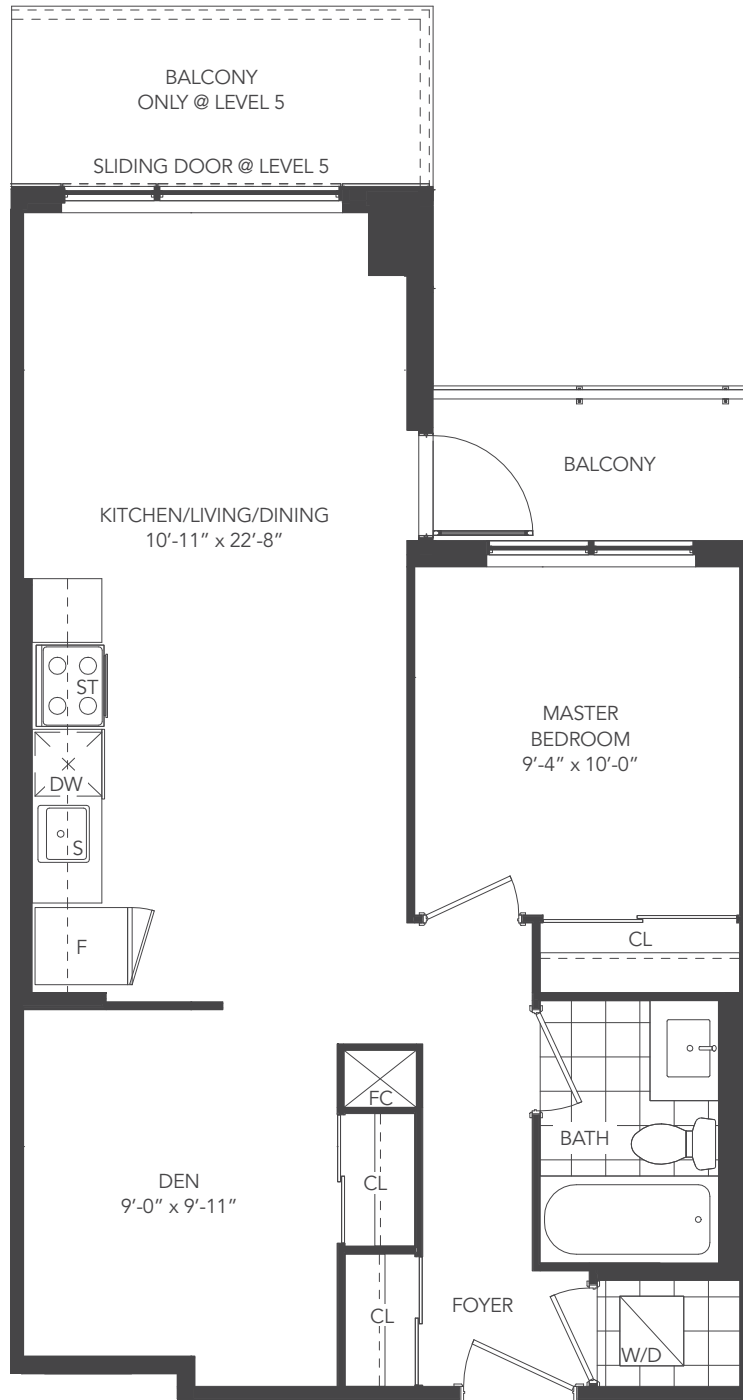 BALCONY
ONLY @ LEVEL 5
SLIDING DOOR @ LEVEL 5
BALCONY
KITCHEN/LIVING/DINING
10’-11” x 22’-8”
ST
MASTER
BEDROOM
9’-4” x 10’-0”
DW
S
F
CL
FC
BATH
DEN
9’-0” x 9’-11”
CL
FOYER
CL
W/D